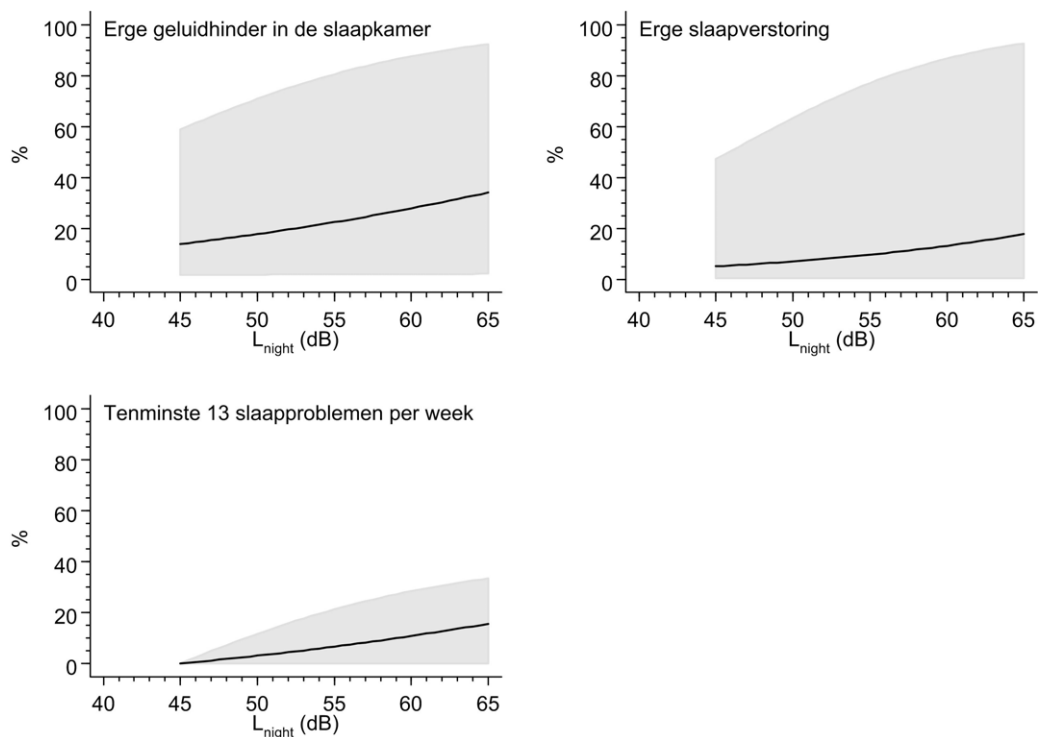 Erge geluidhinder in de slaapkamer
100
80
60
40
20
0
%
40 45 50 55 60 65
Lnight (dB)
Erge slaapverstoring
100
80
60
40
20
0
%
40 45 50 55 60 65
Lnight (dB)
Tenminste 13 slaapproblemen per week
100
80
60
40
20
0
%
40 45 50 55 60 65
Lnight (dB)